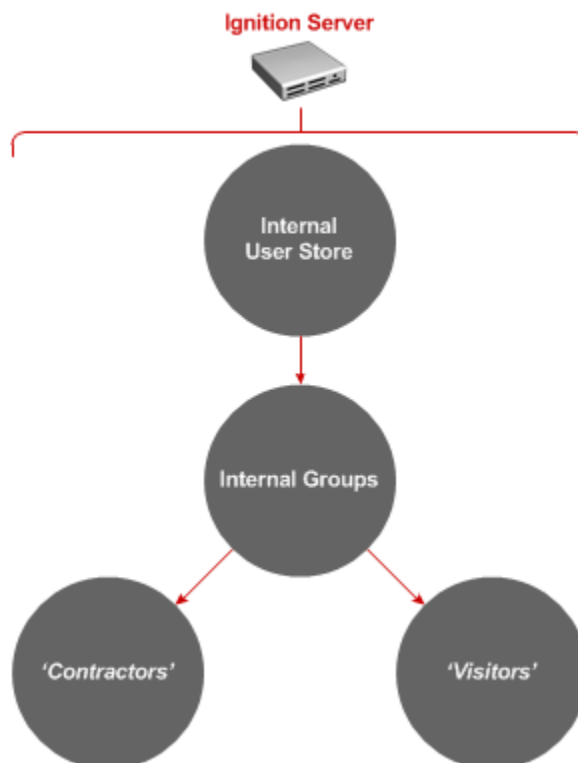 Ignition Server
Internal
User Store
Internal Groups
‘Contractors’
‘Visitors’